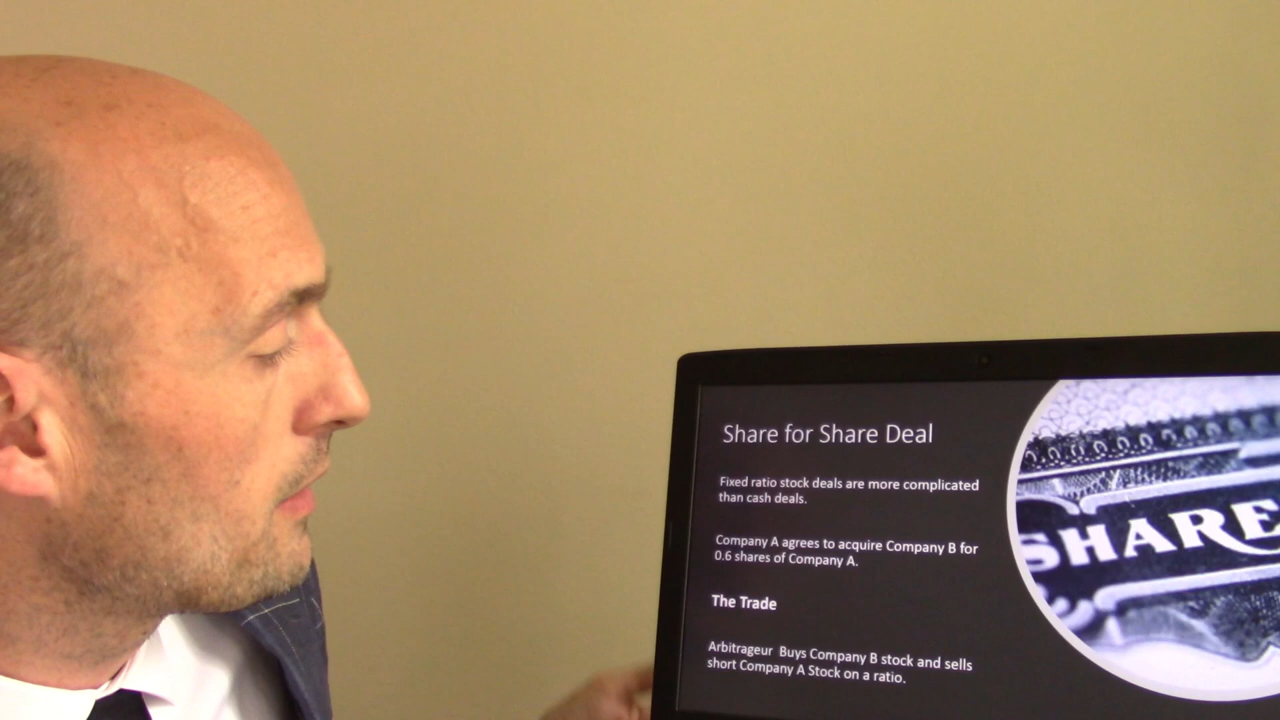 Share for Share Deal
Fixed ratio stock deals are more complicated
than cash deals.
Company A agrees to acquire Company B for
0.6 shares of Company A.
The Trade
Arbitrageur Buys Company B stock and sells
short Company A Stock on a ratio.
SHARE